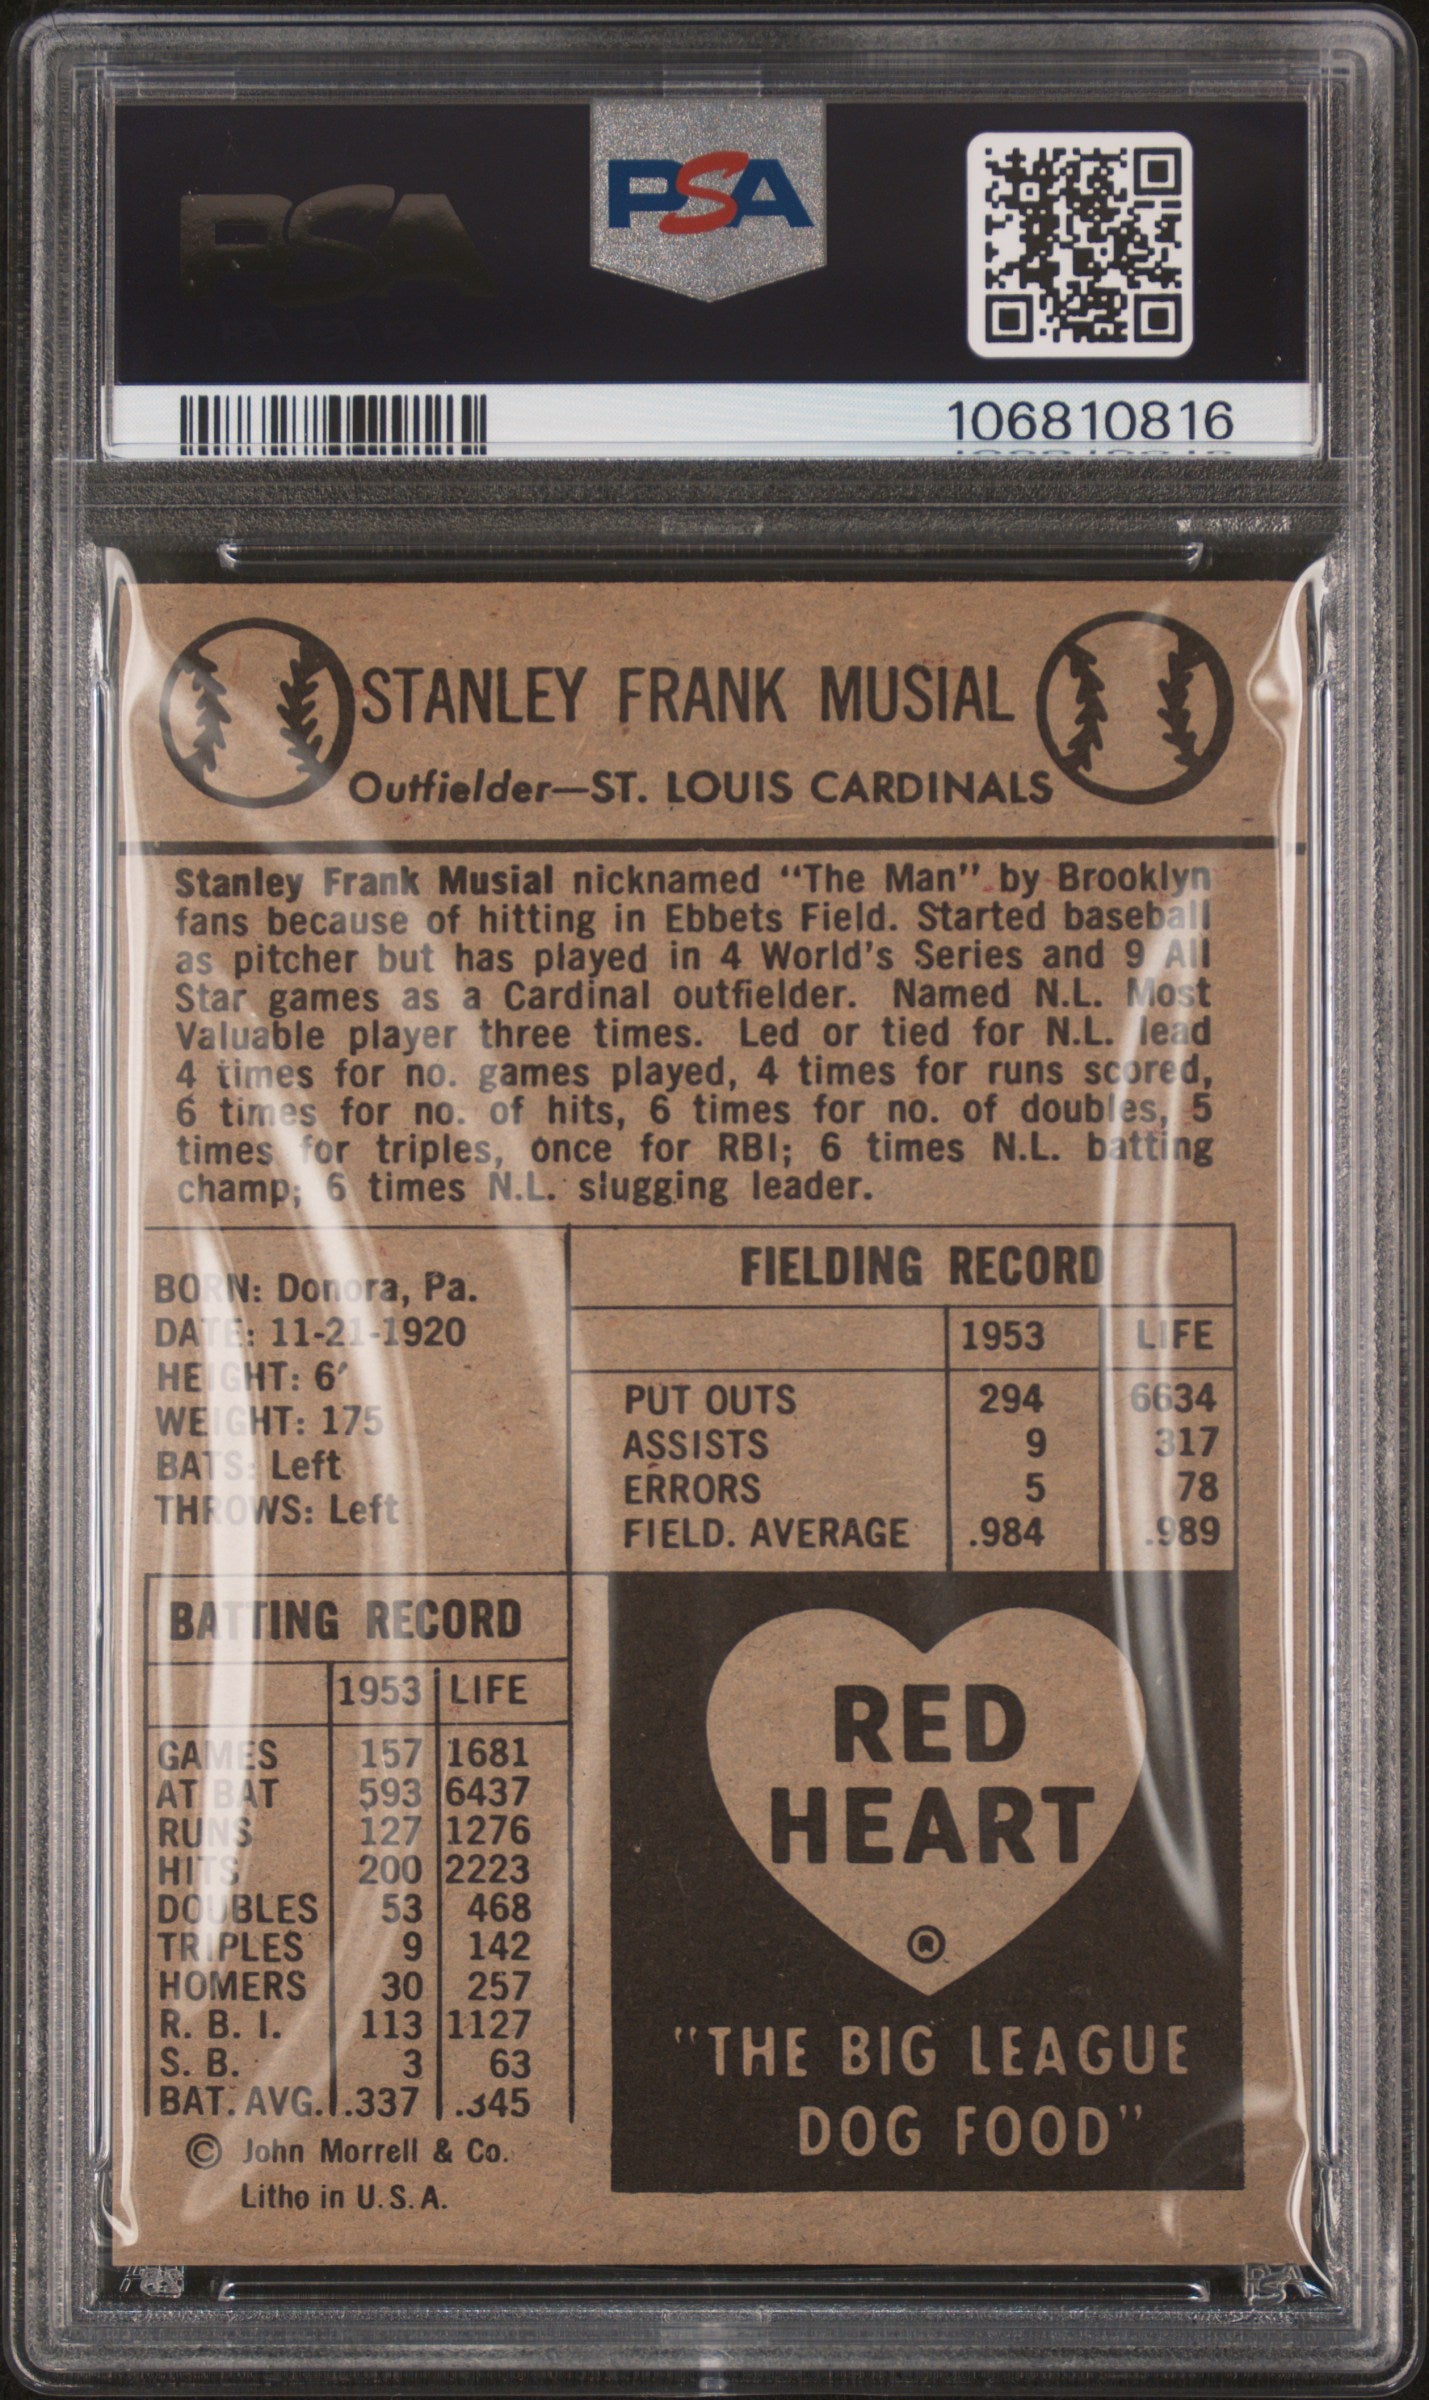 PSA
PSA
106810816
STANLEY FRANK MUSIAL
Outfielder—ST. LOUIS CARDINALS
Stanley Frank Musial nicknamed “The Man” by Brooklyn
fans because of hitting in Ebbets Field. Started baseball
as pitcher but has played in 4 World's Series and 9 All
Star games as a Cardinal outfielder. Named N.L. Most
Valuable player three times. Led or tied for N.L. lead
4 times for no. games played, 4 times for runs scored,
6 times for no. of hits, 6 times for no. of doubles, 5
times for triples, once for RBI; 6 times N.L. batting
champ; 6 times N.L. slugging leader.
BORN: Donora, Pa.
DATE: 11-21-1920
HEIGHT: 6′
WEIGHT: 175
BATS: Left
THROWS: Left
FIELDING RECORD
1953 LIFE
PUT OUTS 294 6634
ASSISTS 9 317
ERRORS 5 78
FIELD. AVERAGE .984 .989
BATTING RECORD
1953 LIFE
GAMES 157 1681
AT BAT 593 6437
RUNS 127 1276
HITS 200 2223
DOUBLES 53 468
TRIPLES 9 142
HOMERS 30 257
R. B. I. 113 1127
S. B. 3 63
BAT. AVG. .337 .345
© John Morrell & Co.
Litho in U.S.A.
RED
HEART
®
"THE BIG LEAGUE
DOG FOOD"
PSA